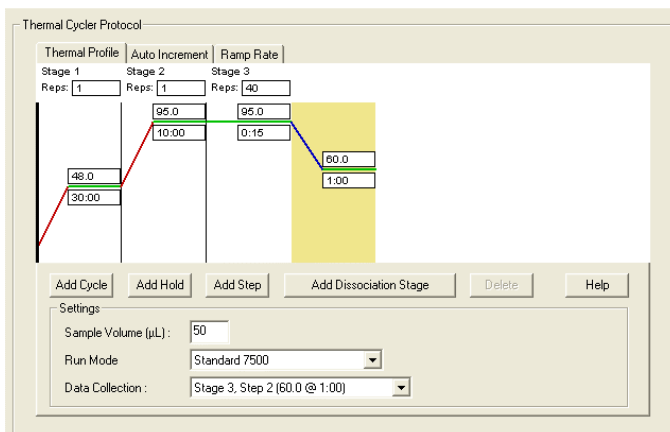 Thermal Cycler Protocol
Thermal Profile Auto Increment Ramp Rate
Stage 1 Stage 2 Stage 3
Reps: 1 Reps: 1 Reps: 40
95.0 95.0
10:00 0:15
60.0
1:00
48.0
30:00
Add Cycle Add Hold Add Step Add Dissociation Stage Delete Help
Settings
Sample Volume (µL) : 50
Run Mode Standard 7500
Data Collection : Stage 3, Step 2 (60.0 @ 1:00)